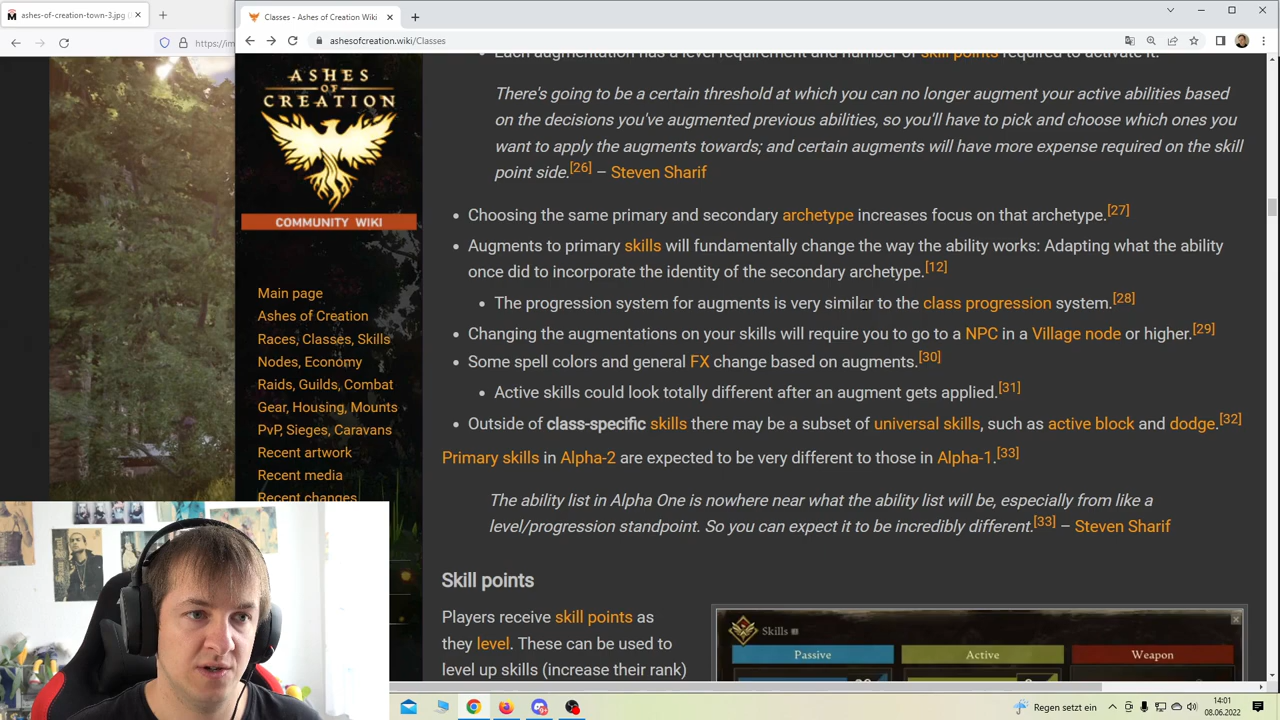 ashes-of-creation-town-3.jpg (
Classes - Ashes of Creation Wiki
https://im
ashesofcreation.wiki/Classes
Each augmentation has a level requirement and number of skill points required to activate it.
ASHES
OF
CREATION
COMMUNITY WIKI
There's going to be a certain threshold at which you can no longer augment your active abilities based
on the decisions you've augmented previous abilities, so you'll have to pick and choose which ones you
want to apply the augments towards; and certain augments will have more expense required on the skill
point side.[26] – Steven Sharif
Choosing the same primary and secondary archetype increases focus on that archetype.[27]
Augments to primary skills will fundamentally change the way the ability works: Adapting what the ability
once did to incorporate the identity of the secondary archetype.[12]
The progression system for augments is very similar to the class progression system.[28]
Changing the augmentations on your skills will require you to go to a NPC in a Village node or higher.[29]
Some spell colors and general FX change based on augments.[30]
Active skills could look totally different after an augment gets applied.[31]
Outside of class-specific skills there may be a subset of universal skills, such as active block and dodge.[32]
Primary skills in Alpha-2 are expected to be very different to those in Alpha-1.[33]
The ability list in Alpha One is nowhere near what the ability list will be, especially from like a
level/progression standpoint. So you can expect it to be incredibly different.[33] – Steven Sharif
Skill points
Players receive skill points as
they level. These can be used to
level up skills (increase their rank)
Skills
Passive
Active
Weapon
Main page
Ashes of Creation
Races, Classes, Skills
Nodes, Economy
Raids, Guilds, Combat
Gear, Housing, Mounts
PvP, Sieges, Caravans
Recent artwork
Recent media
Recent changes
Regen setzt ein
14:01
08.06.2022